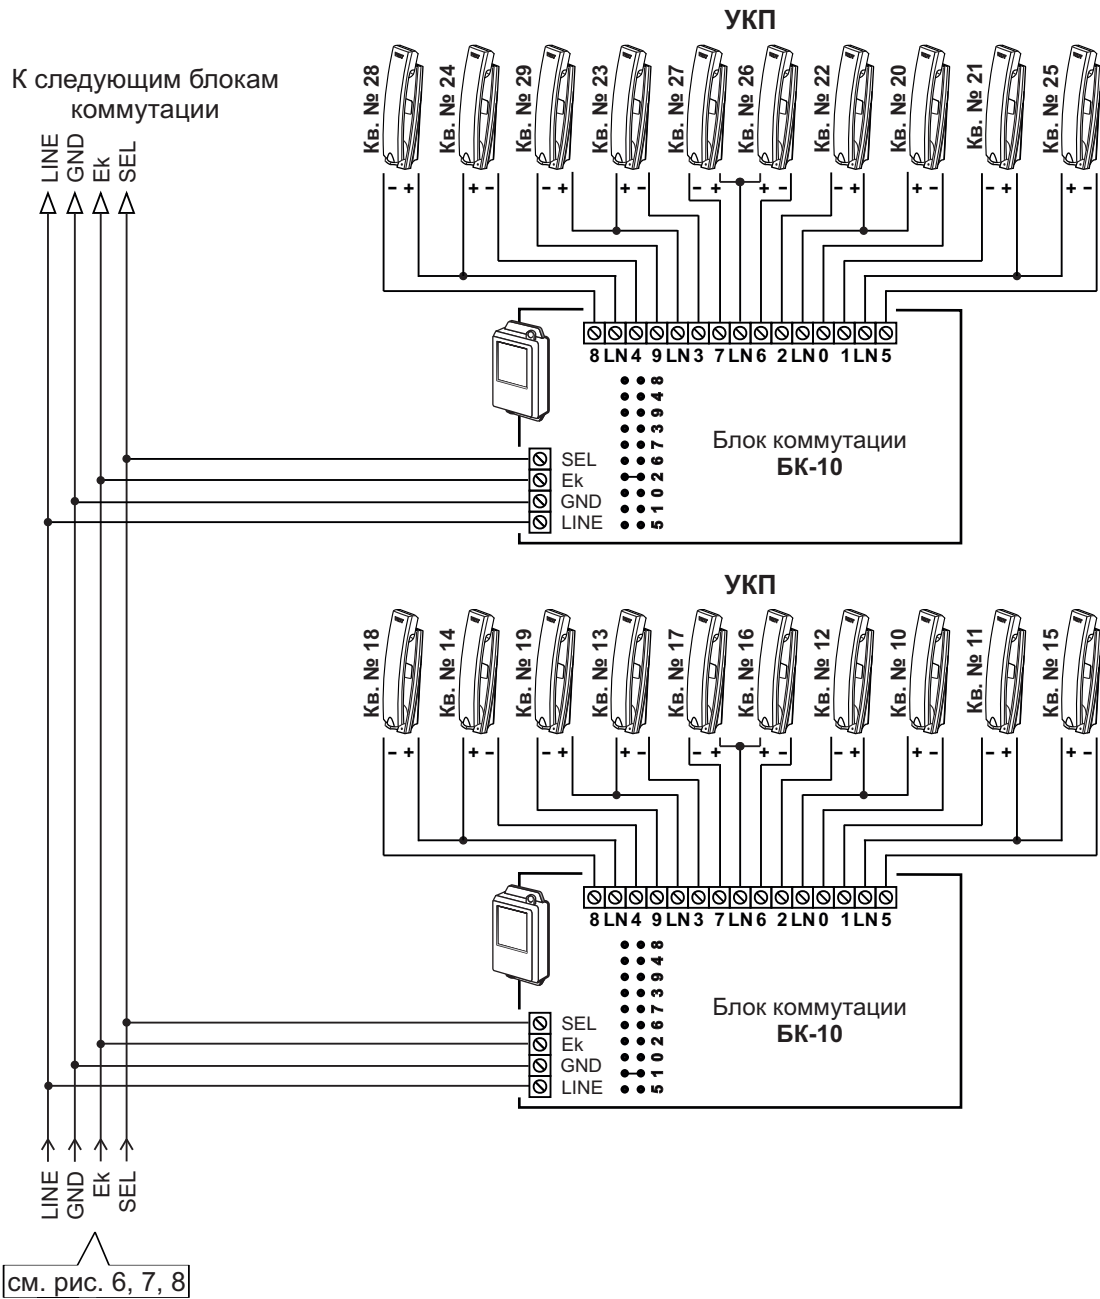 УКП
К следующим блокам
коммутации
LINE
GND
Ek
SEL
Кв. № 28
Кв. № 24
Кв. № 29
Кв. № 23
Кв. № 27
Кв. № 26
Кв. № 22
Кв. № 20
Кв. № 21
Кв. № 25
- + + - - + + - - + + - - + + - - + + -
8 LN 4 9 LN 3 7 LN 6 2 LN 0 1 LN 5
8
4
9
3
7
6
2
0
1
5
Блок коммутации
БК-10
SEL
Ek
GND
LINE
УКП
Кв. № 18
Кв. № 14
Кв. № 19
Кв. № 13
Кв. № 17
Кв. № 16
Кв. № 12
Кв. № 10
Кв. № 11
Кв. № 15
- + + - - + + - - + + - - + + - - + + -
8 LN 4 9 LN 3 7 LN 6 2 LN 0 1 LN 5
8
4
9
3
7
6
2
0
1
5
Блок коммутации
БК-10
SEL
Ek
GND
LINE
LINE
GND
Ek
SEL
см. рис. 6, 7, 8